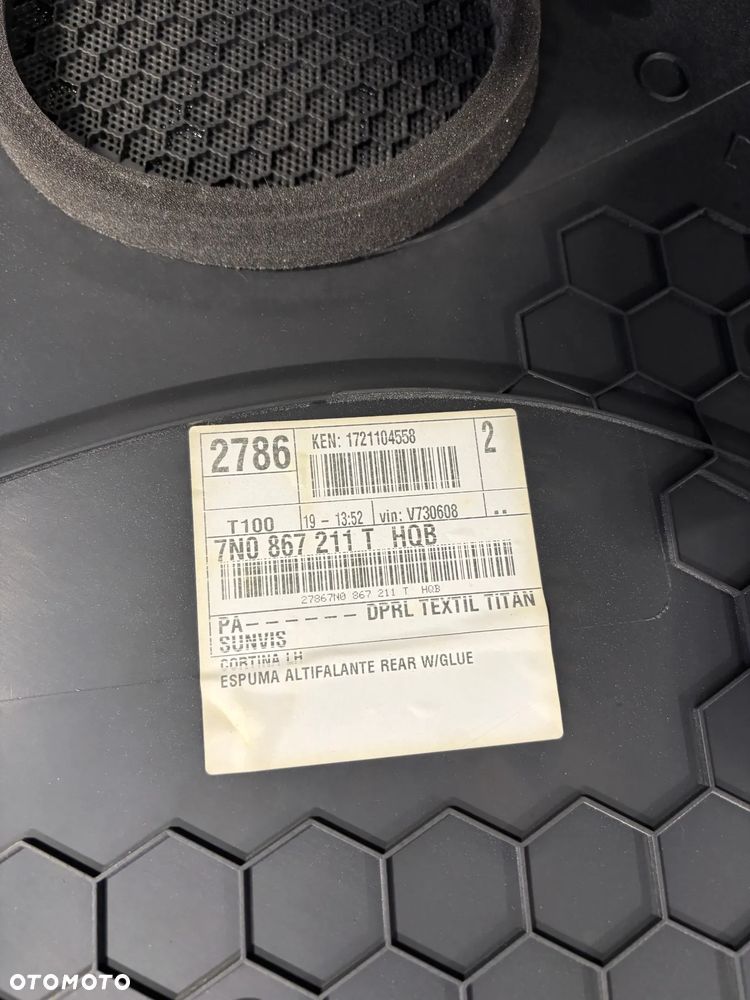 2786 KEN: 1721104558 2
T100 19 - 13:52 vin: V730608 ..
7N0 867 211 T HQB
27867N0 867 211 T HQB
PA------ DPRL TEXTIL TITAN
SUNVIS
CORTINA LH
ESPUMA ALTIFALANTE REAR W/GLUE
OTOMOTO